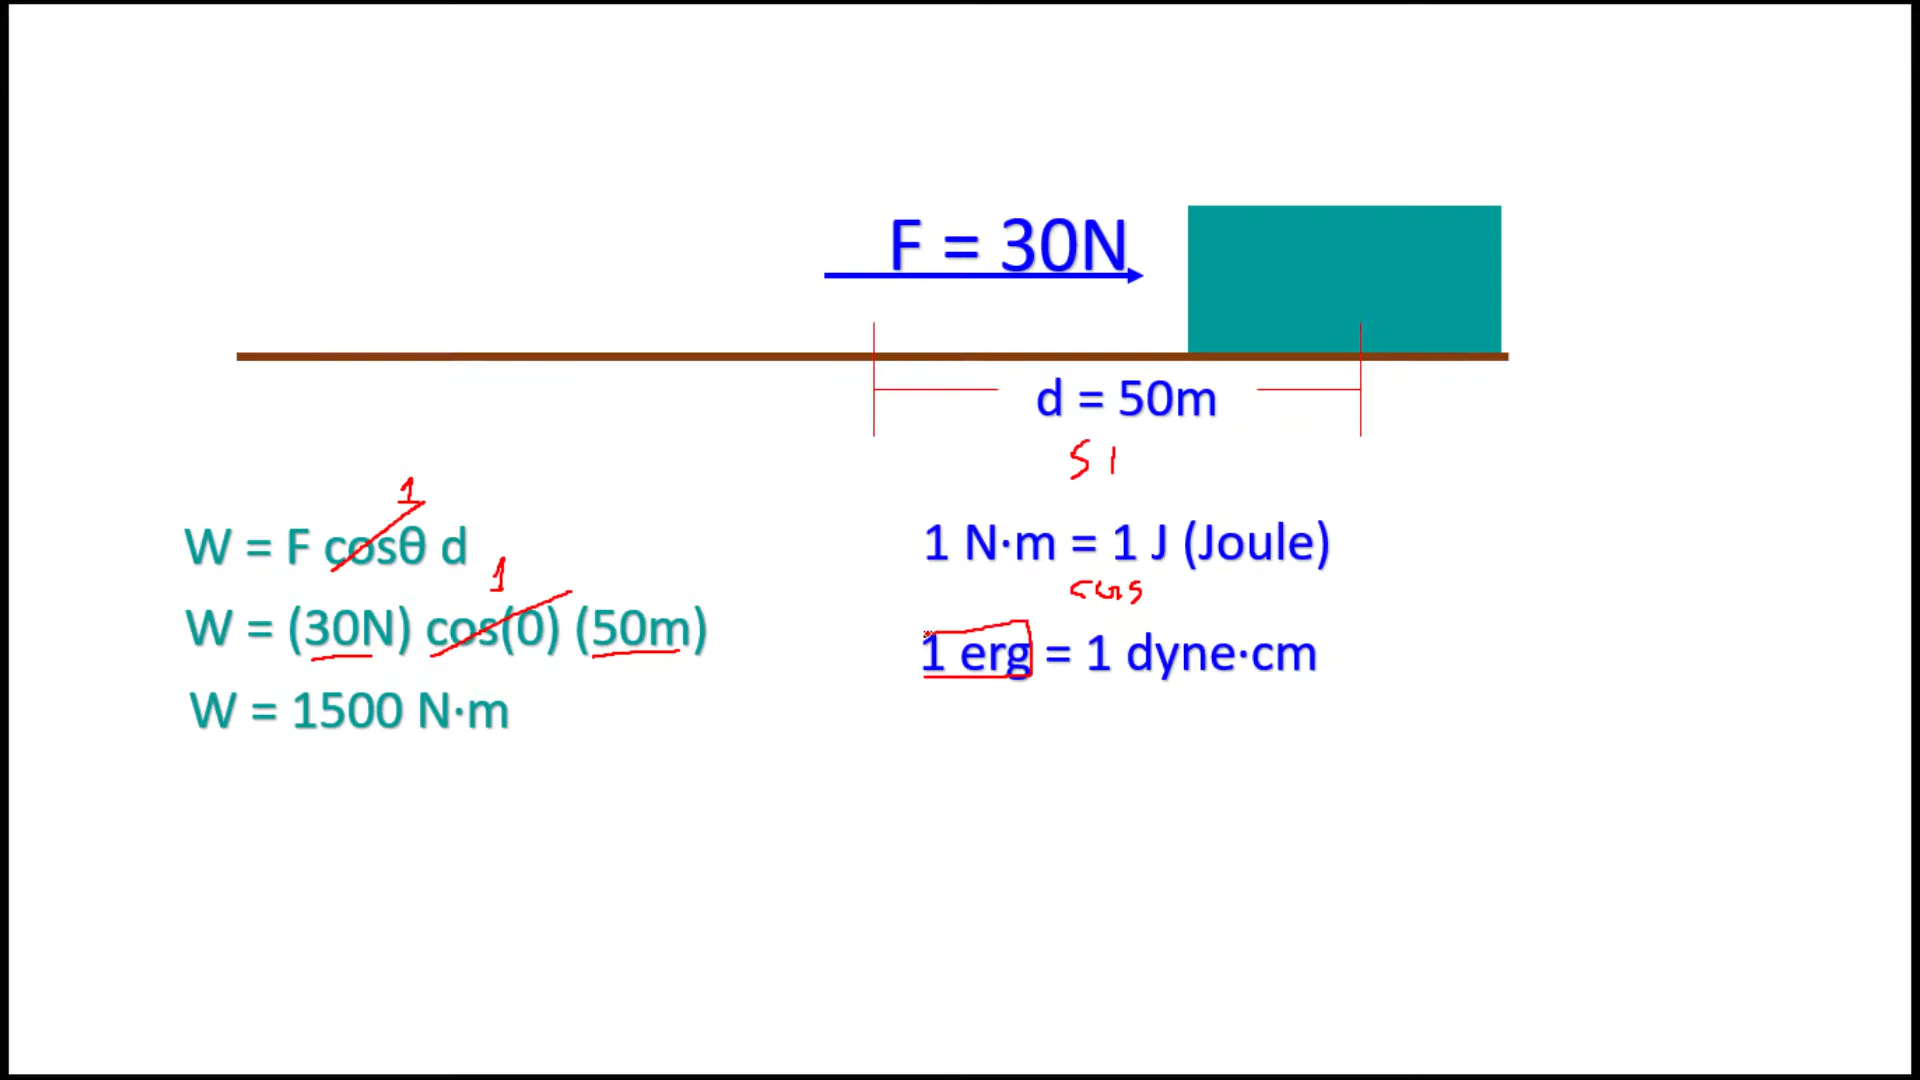 F = 30N
d = 50m
SI
1
W = F cosθ d
1 N·m = 1 J (Joule)
1
cgs
W = (30N) cos(0) (50m)
1 erg = 1 dyne·cm
W = 1500 N·m